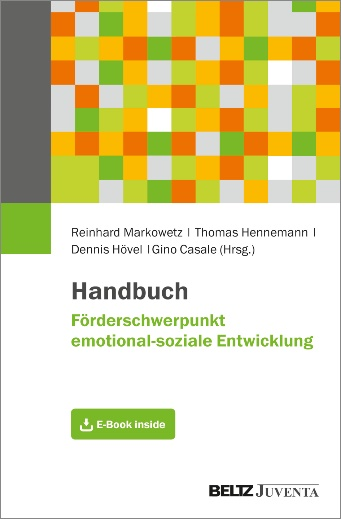 Reinhard Markowetz | Thomas Hennemann |
Dennis Hövel | Gino Casale (Hrsg.)
Handbuch
Förderschwerpunkt
emotional-soziale Entwicklung
E-Book inside
BELTZ JUVENTA